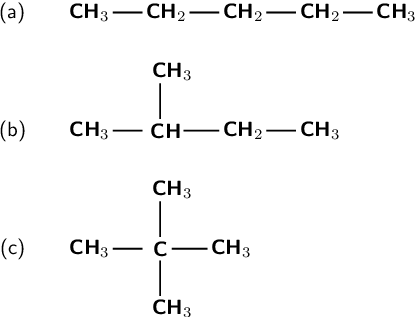 (a) CH₃ — CH₂ — CH₂ — CH₂ — CH₃
CH₃
(b) CH₃ — CH — CH₂ — CH₃
CH₃
(c) CH₃ — C — CH₃
CH₃